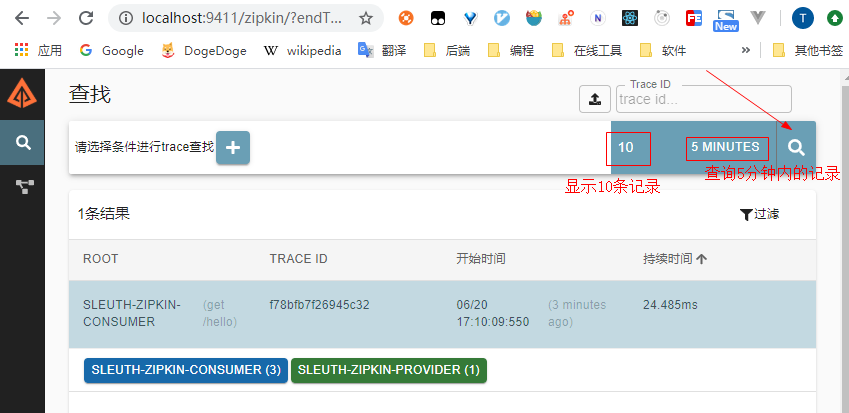 localhost:9411/zipkin/?endT...
T
New
应用
Google
DogeDoge
W wikipedia
翻译
后端
编程
在线工具
软件
»
其他书签
查找
Trace ID
trace id...
请选择条件进行trace查找
10
5 MINUTES
显示10条记录
查询5分钟内的记录
1条结果
过滤
ROOT
TRACE ID
开始时间
持续时间
SLEUTH-ZIPKIN-
CONSUMER
(get
/hello)
f78bfb7f26945c32
06/20
17:10:09:550
(3 minutes
ago)
24.485ms
SLEUTH-ZIPKIN-CONSUMER (3)
SLEUTH-ZIPKIN-PROVIDER (1)